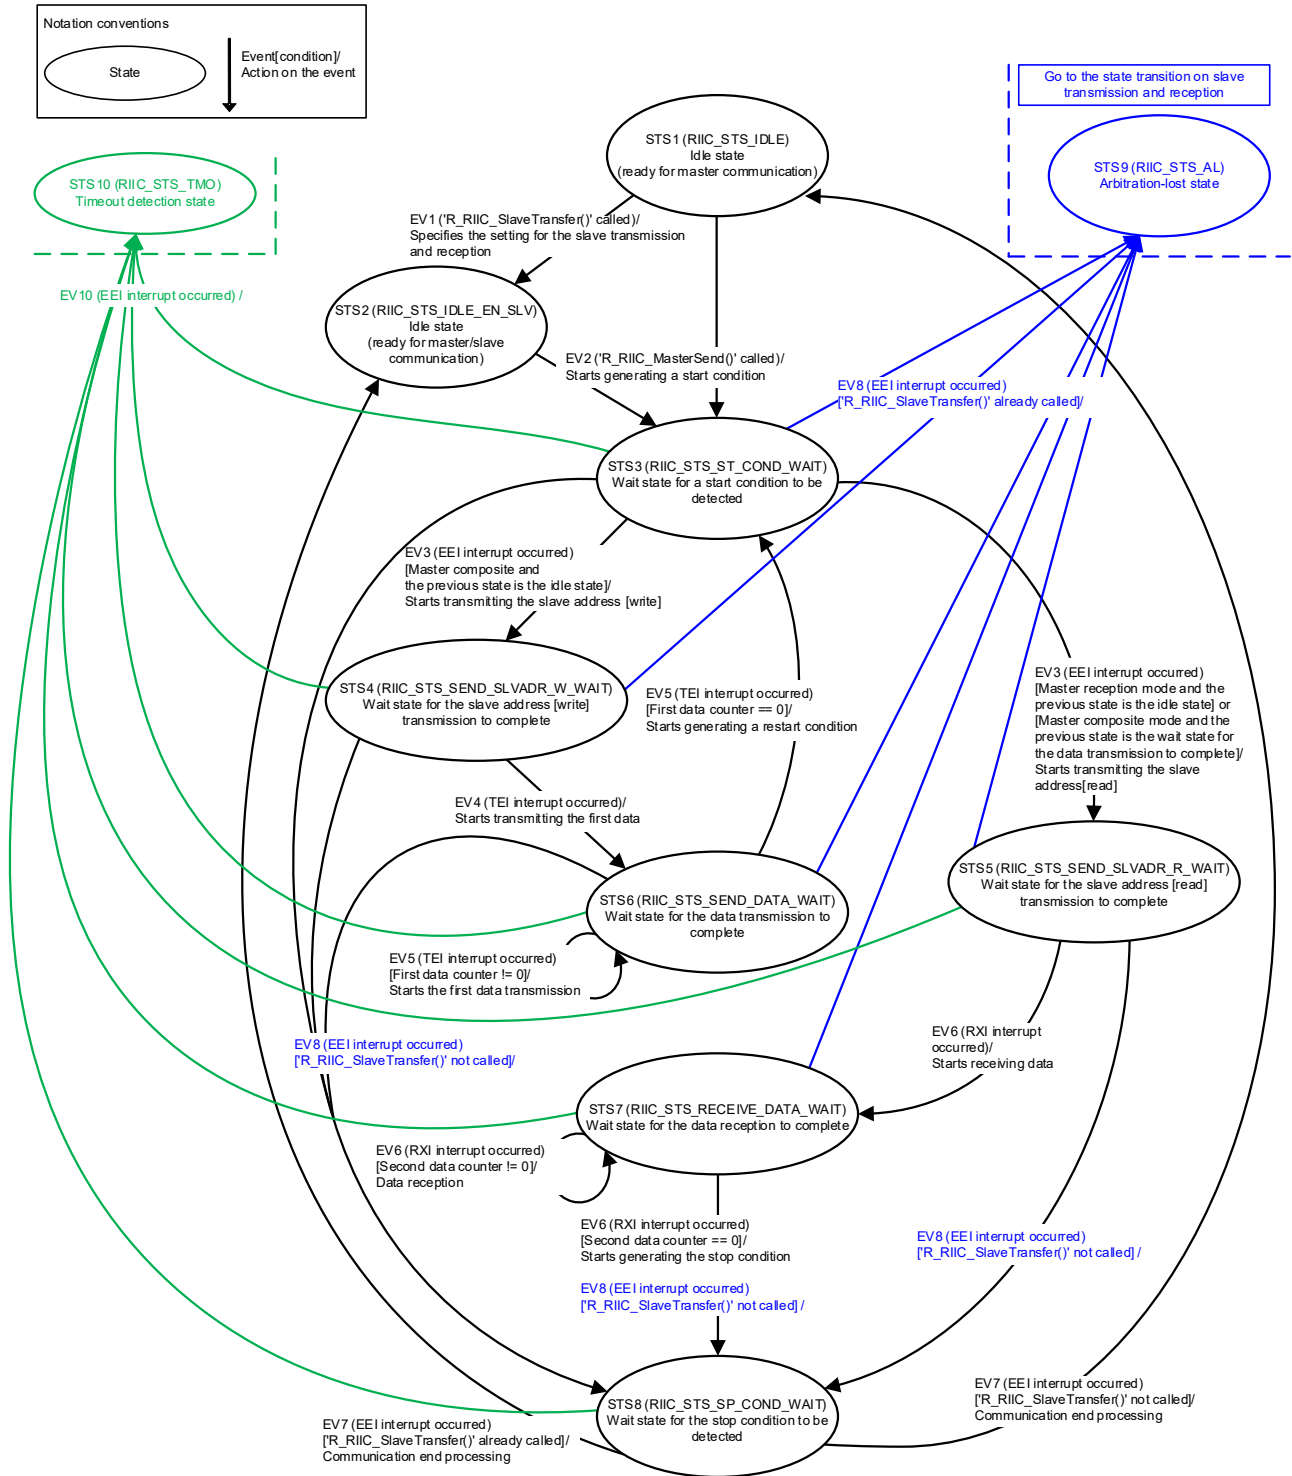 Notation conventions
State
Event[condition]/
Action on the event
Go to the state transition on slave
transmission and reception
STS1 (RIIC_STS_IDLE)
Idle state
(ready for master communication)
STS9 (RIIC_STS_AL)
Arbitration-lost state
STS10 (RIIC_STS_TMO)
Timeout detection state
EV1 ('R_RIIC_SlaveTransfer()' called)/
Specifies the setting for the slave transmission
and reception
EV10 (EEI interrupt occurred) /
STS2 (RIIC_STS_IDLE_EN_SLV)
Idle state
(ready for master/slave
communication)
EV2 ('R_RIIC_MasterSend()' called)/
Starts generating a start condition
EV8 (EEI interrupt occurred)
['R_RIIC_SlaveTransfer()' already called]/
STS3 (RIIC_STS_ST_COND_WAIT)
Wait state for a start condition to be
detected
EV3 (EEI interrupt occurred)
[Master composite and
the previous state is the idle state]/
Starts transmitting the slave address [write]
STS4 (RIIC_STS_SEND_SLVADR_W_WAIT)
Wait state for the slave address [write]
transmission to complete
EV5 (TEI interrupt occurred)
[First data counter == 0]/
Starts generating a restart condition
EV3 (EEI interrupt occurred)
[Master reception mode and the
previous state is the idle state] or
[Master composite mode and the
previous state is the wait state for
the data transmission to complete]/
Starts transmitting the slave
address[read]
EV4 (TEI interrupt occurred)/
Starts transmitting the first data
STS5 (RIIC_STS_SEND_SLVADR_R_WAIT)
Wait state for the slave address [read]
transmission to complete
STS6 (RIIC_STS_SEND_DATA_WAIT)
Wait state for the data transmission to
complete
EV5 (TEI interrupt occurred)
[First data counter != 0]/
Starts the first data transmission
EV8 (EEI interrupt occurred)
['R_RIIC_SlaveTransfer()' not called]/
EV6 (RXI interrupt
occurred)/
Starts receiving data
STS7 (RIIC_STS_RECEIVE_DATA_WAIT)
Wait state for the data reception to complete
EV6 (RXI interrupt occurred)
[Second data counter != 0]/
Data reception
EV6 (RXI interrupt occurred)
[Second data counter == 0]/
Starts generating the stop condition
EV8 (EEI interrupt occurred)
['R_RIIC_SlaveTransfer()' not called] /
EV8 (EEI interrupt occurred)
['R_RIIC_SlaveTransfer()' not called] /
STS8 (RIIC_STS_SP_COND_WAIT)
Wait state for the stop condition to be
detected
EV7 (EEI interrupt occurred)
['R_RIIC_SlaveTransfer()' not called]/
Communication end processing
EV7 (EEI interrupt occurred)
['R_RIIC_SlaveTransfer()' already called]/
Communication end processing